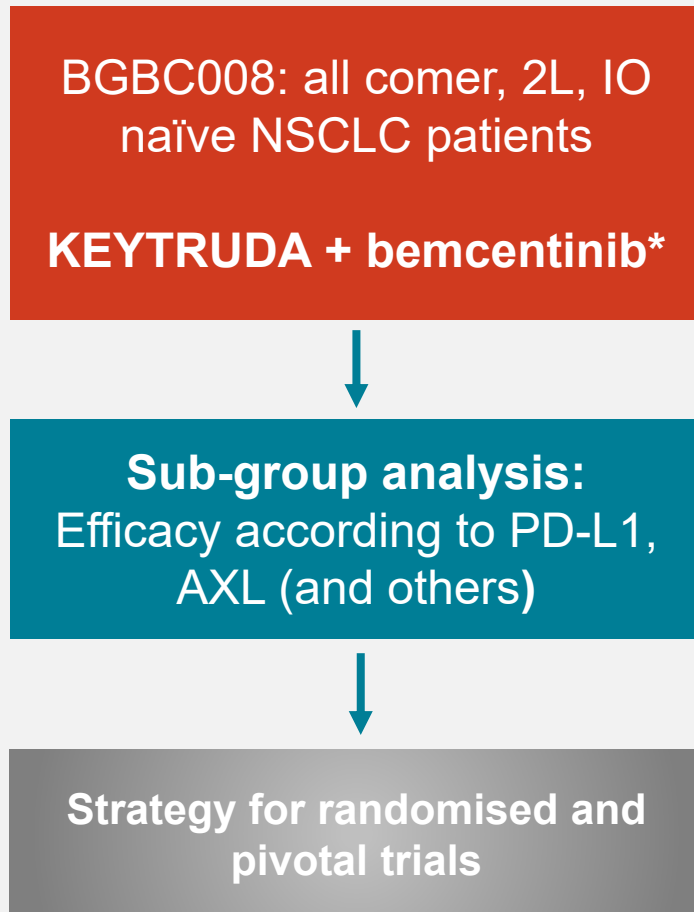 BGBC008: all comer, 2L, IO
naïve NSCLC patients
KEYTRUDA + bemcentinib*
Sub-group analysis:
Efficacy according to PD-L1,
AXL (and others)
Strategy for randomised and
pivotal trials